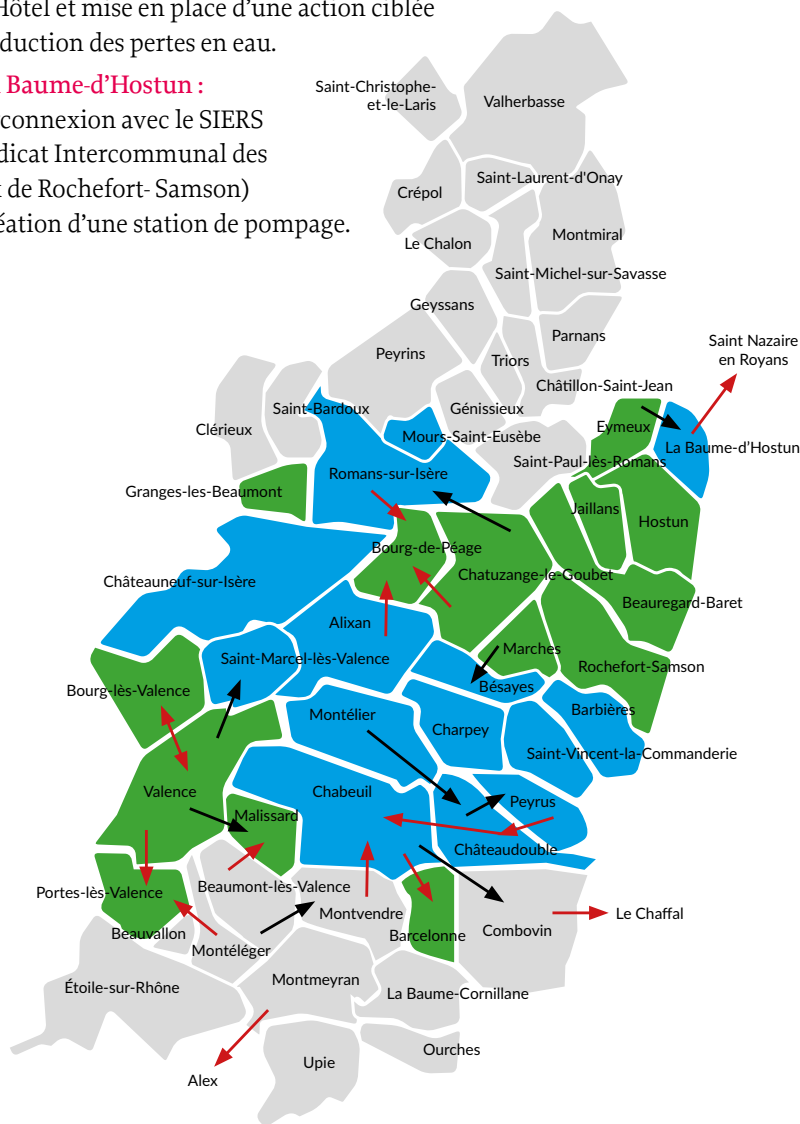 Hôtel et mise en place d'une action ciblée
duction des pertes en eau.
Baume-d'Hostun :
connexion avec le SIERS
dicat Intercommunal des
de Rochefort- Samson)
éation d'une station de pompage.
Saint-Christophe-
et-le-Laris
Valherbasse
Saint-Laurent-d'Onay
Crépol
Montmiral
Le Chalon
Saint-Michel-sur-Savasse
Geyssans
Parnans
Saint Nazaire
en Royans
Peyrins
Triors
Châtillon-Saint-Jean
Saint-Bardoux
Génissieux
Clérieux
Eymeux
Mours-Saint-Eusèbe
La Baume-d'Hostun
Saint-Paul-lès-Romans
Romans-sur-Isère
Granges-les-Beaumont
Jaillans
Hostun
Bourg-de-Péage
Chatuzange-le-Goubet
Châteauneuf-sur-Isère
Beauregard-Baret
Alixan
Marches
Saint-Marcel-lès-Valence
Rochefort-Samson
Bourg-lès-Valence
Bésayes
Barbières
Montélier
Charpey
Saint-Vincent-la-Commanderie
Valence
Chabeuil
Peyrus
Malissard
Châteaudouble
Portes-lès-Valence
Beaumont-lès-Valence
Montvendre
Le Chaffal
Beauvallon
Barcelonne
Combovin
Montéléger
Étoile-sur-Rhône
Montmeyran
La Baume-Cornillane
Ourches
Upie
Alex